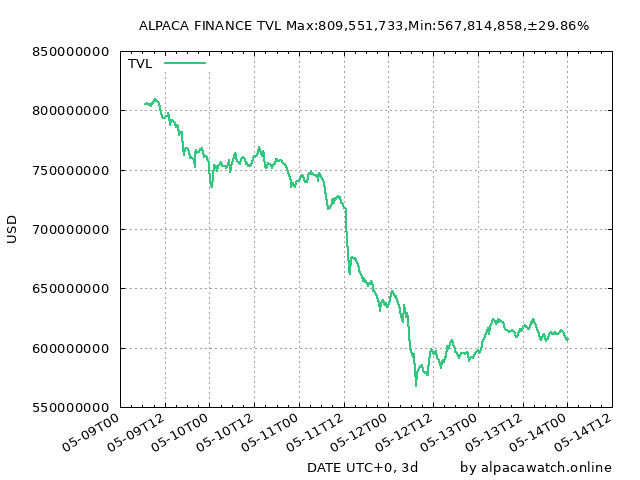 ALPACA FINANCE TVL Max:809,551,733,Min:567,814,858,±29.86%
850000000
TVL
800000000
750000000
700000000
USD
650000000
600000000
550000000
05-09T00
05-09T12
05-10T00
05-10T12
05-11T00
05-11T12
05-12T00
05-12T12
05-13T00
05-13T12
05-14T00
05-14T12
DATE UTC+0, 3d
by alpacawatch.online